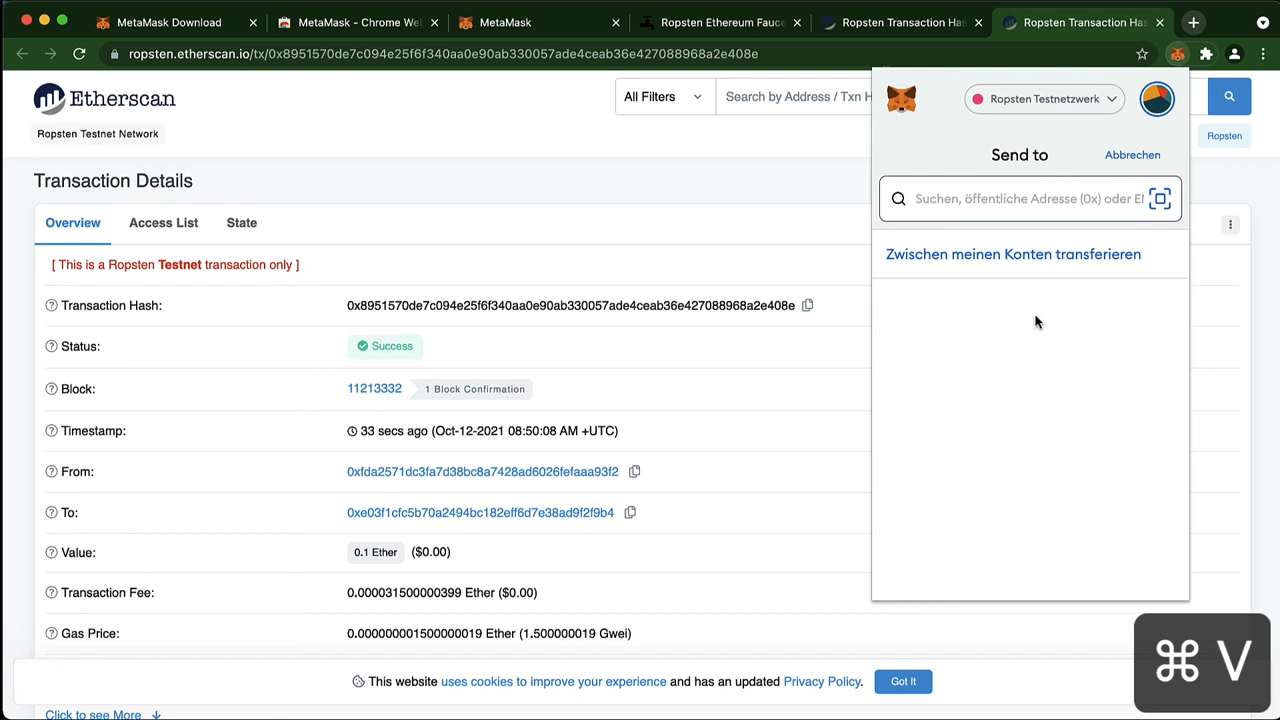 MetaMask Download
MetaMask - Chrome Web
MetaMask
Ropsten Ethereum Fauce
Ropsten Transaction Has
Ropsten Transaction Has
ropsten.etherscan.io/tx/0x8951570de7c094e25f6f340aa0e90ab330057ade4ceab36e427088968a2e408e
Etherscan
All Filters
Search by Address / Txn H
Ropsten Testnet Network
Ropsten
Transaction Details
Overview
Access List
State
[ This is a Ropsten Testnet transaction only ]
Transaction Hash:
0x8951570de7c094e25f6f340aa0e90ab330057ade4ceab36e427088968a2e408e
Status:
Success
Block:
11213332
1 Block Confirmation
Timestamp:
33 secs ago (Oct-12-2021 08:50:08 AM +UTC)
From:
0xfda2571dc3fa7d38bc8a7428ad6026fefaaa93f2
To:
0xe03f1cfc5b70a2494bc182eff6d7e38ad9f2f9b4
Value:
0.1 Ether
($0.00)
Transaction Fee:
0.000031500000399 Ether ($0.00)
Gas Price:
0.000000001500000019 Ether (1.500000019 Gwei)
This website uses cookies to improve your experience and has an updated Privacy Policy.
Got It
Click to see More
Ropsten Testnetzwerk
Send to
Abbrechen
Suchen, öffentliche Adresse (0x) oder EN
Zwischen meinen Konten transferieren
⌘ V